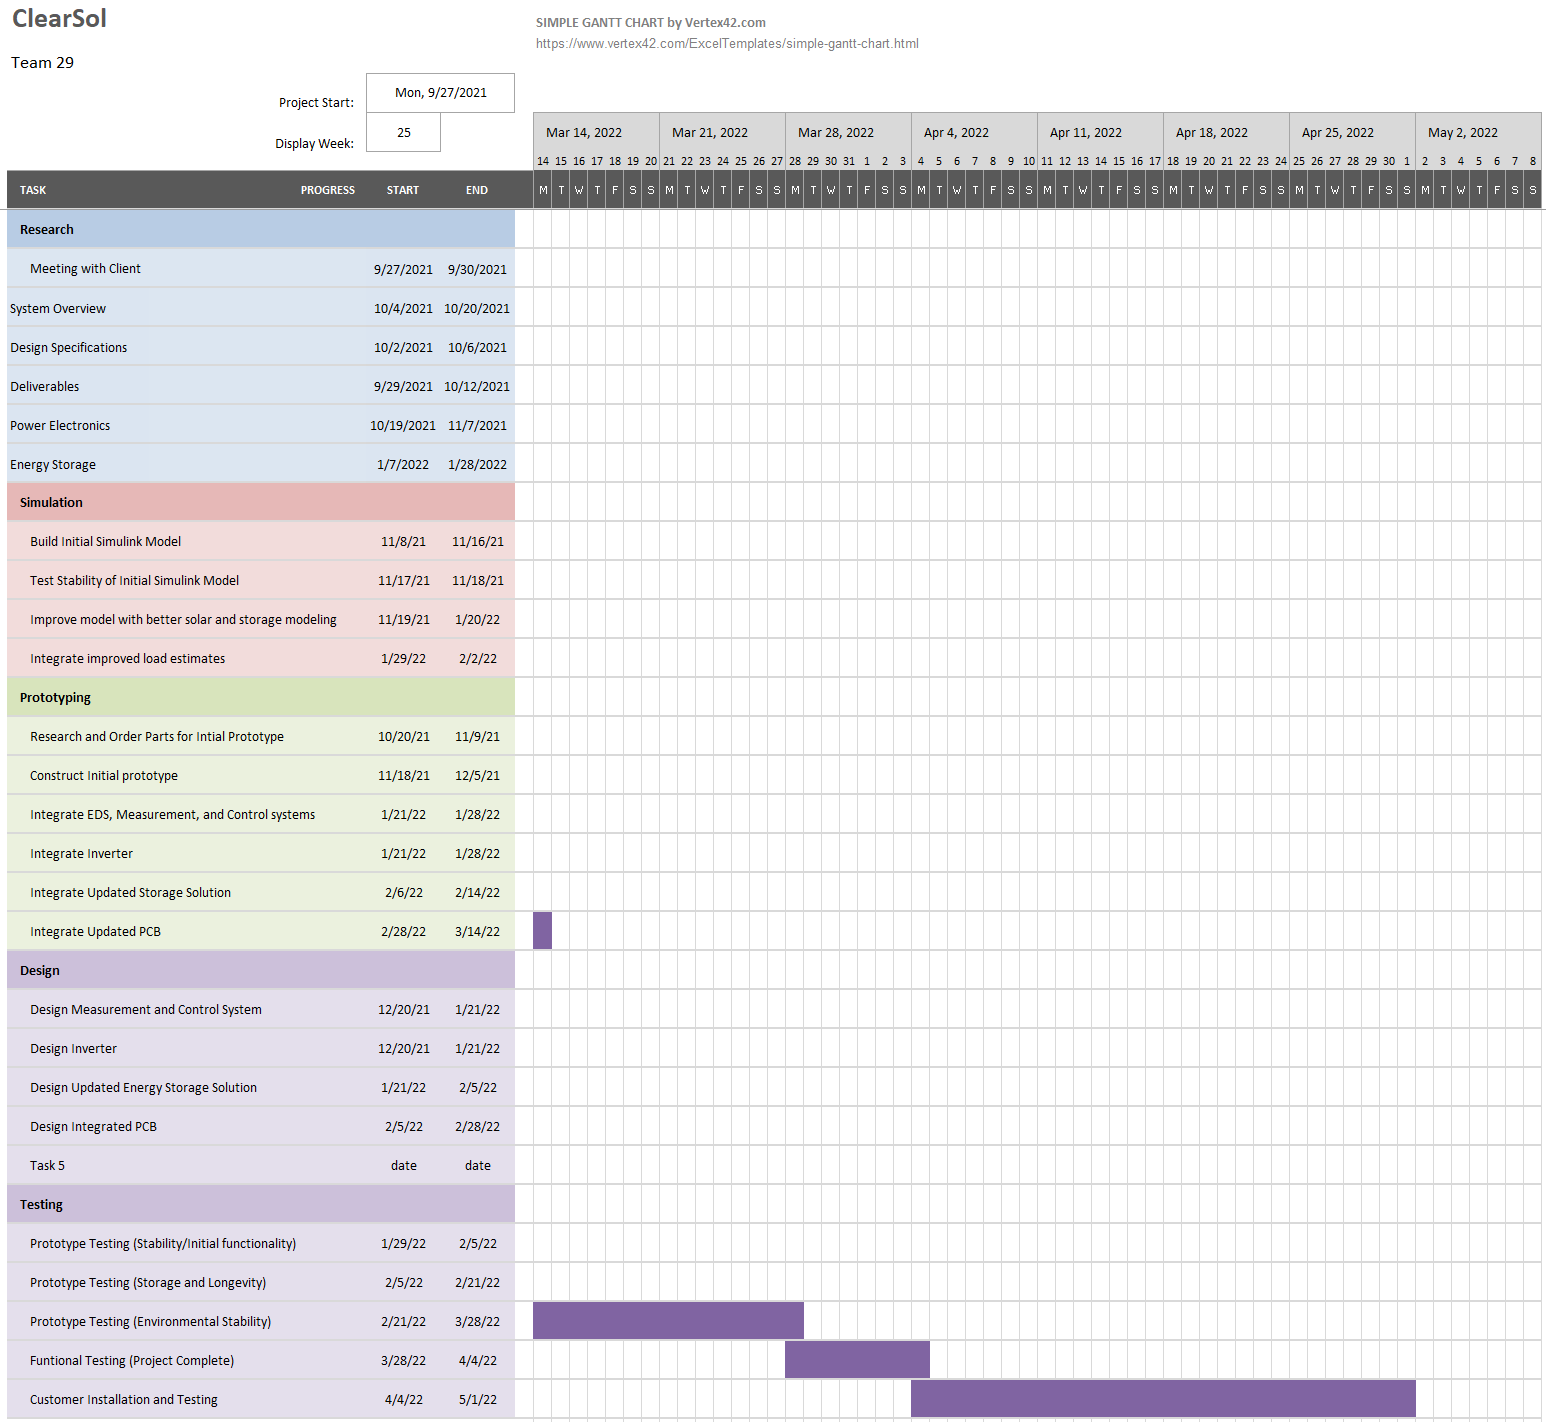 ClearSol
SIMPLE GANTT CHART by Vertex42.com
https://www.vertex42.com/ExcelTemplates/simple-gantt-chart.html
Team 29
Project Start: Mon, 9/27/2021
Display Week: 25
Mar 14, 2022 Mar 21, 2022 Mar 28, 2022 Apr 4, 2022 Apr 11, 2022 Apr 18, 2022 Apr 25, 2022 May 2, 2022
14 15 16 17 18 19 20 21 22 23 24 25 26 27 28 29 30 31 1 2 3 4 5 6 7 8 9 10 11 12 13 14 15 16 17 18 19 20 21 22 23 24 25 26 27 28 29 30 1 2 3 4 5 6 7 8
TASK PROGRESS START END M T W T F S S M T W T F S S M T W T F S S M T W T F S S M T W T F S S M T W T F S S M T W T F S S M T W T F S S
Research
Meeting with Client 9/27/2021 9/30/2021
System Overview 10/4/2021 10/20/2021
Design Specifications 10/2/2021 10/6/2021
Deliverables 9/29/2021 10/12/2021
Power Electronics 10/19/2021 11/7/2021
Energy Storage 1/7/2022 1/28/2022
Simulation
Build Initial Simulink Model 11/8/21 11/16/21
Test Stability of Initial Simulink Model 11/17/21 11/18/21
Improve model with better solar and storage modeling 11/19/21 1/20/22
Integrate improved load estimates 1/29/22 2/2/22
Prototyping
Research and Order Parts for Intial Prototype 10/20/21 11/9/21
Construct Initial prototype 11/18/21 12/5/21
Integrate EDS, Measurement, and Control systems 1/21/22 1/28/22
Integrate Inverter 1/21/22 1/28/22
Integrate Updated Storage Solution 2/6/22 2/14/22
Integrate Updated PCB 2/28/22 3/14/22
Design
Design Measurement and Control System 12/20/21 1/21/22
Design Inverter 12/20/21 1/21/22
Design Updated Energy Storage Solution 1/21/22 2/5/22
Design Integrated PCB 2/5/22 2/28/22
Task 5 date date
Testing
Prototype Testing (Stability/Initial functionality) 1/29/22 2/5/22
Prototype Testing (Storage and Longevity) 2/5/22 2/21/22
Prototype Testing (Environmental Stability) 2/21/22 3/28/22
Funtional Testing (Project Complete) 3/28/22 4/4/22
Customer Installation and Testing 4/4/22 5/1/22